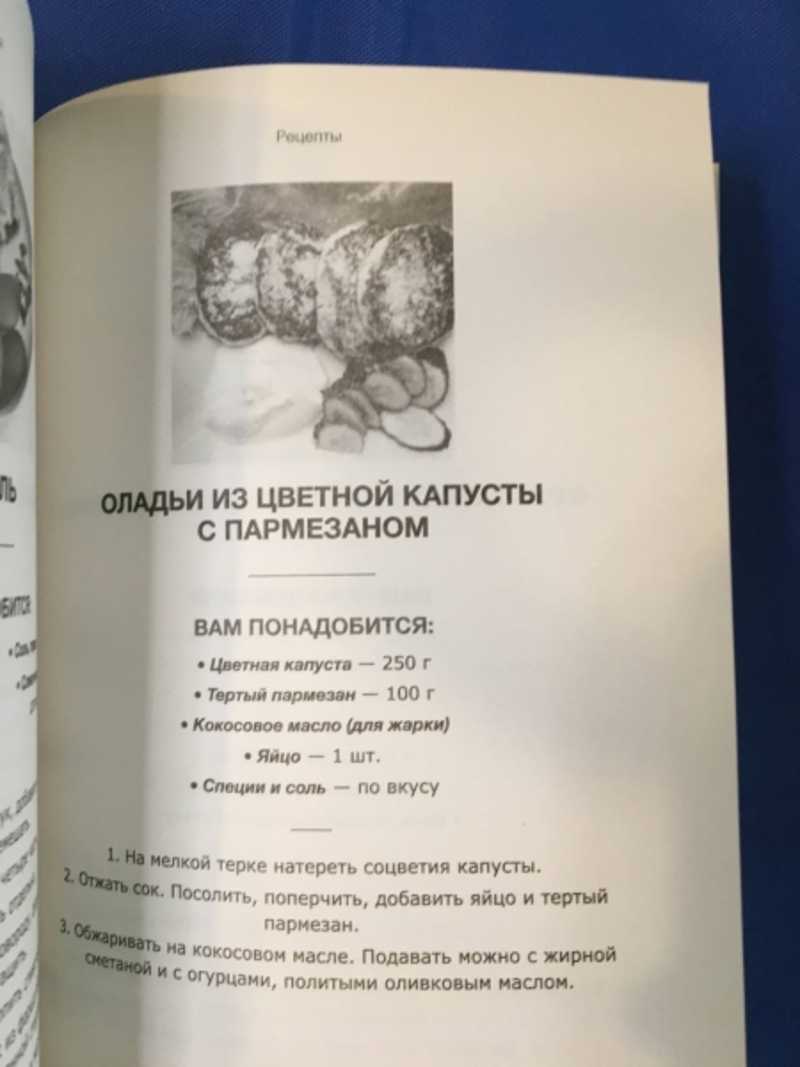 Рецепты
ОЛАДЬИ ИЗ ЦВЕТНОЙ КАПУСТЫ
С ПАРМЕЗАНОМ
ВАМ ПОНАДОБИТСЯ:
• Цветная капуста — 250 г
• Тертый пармезан — 100 г
• Кокосовое масло (для жарки)
• Яйцо — 1 шт.
• Специи и соль — по вкусу
1. На мелкой терке натереть соцветия капусты.
2. Отжать сок. Посолить, поперчить, добавить яйцо и тертый
пармезан.
3. Обжаривать на кокосовом масле. Подавать можно с жирной
сметаной и с огурцами, политыми оливковым маслом.